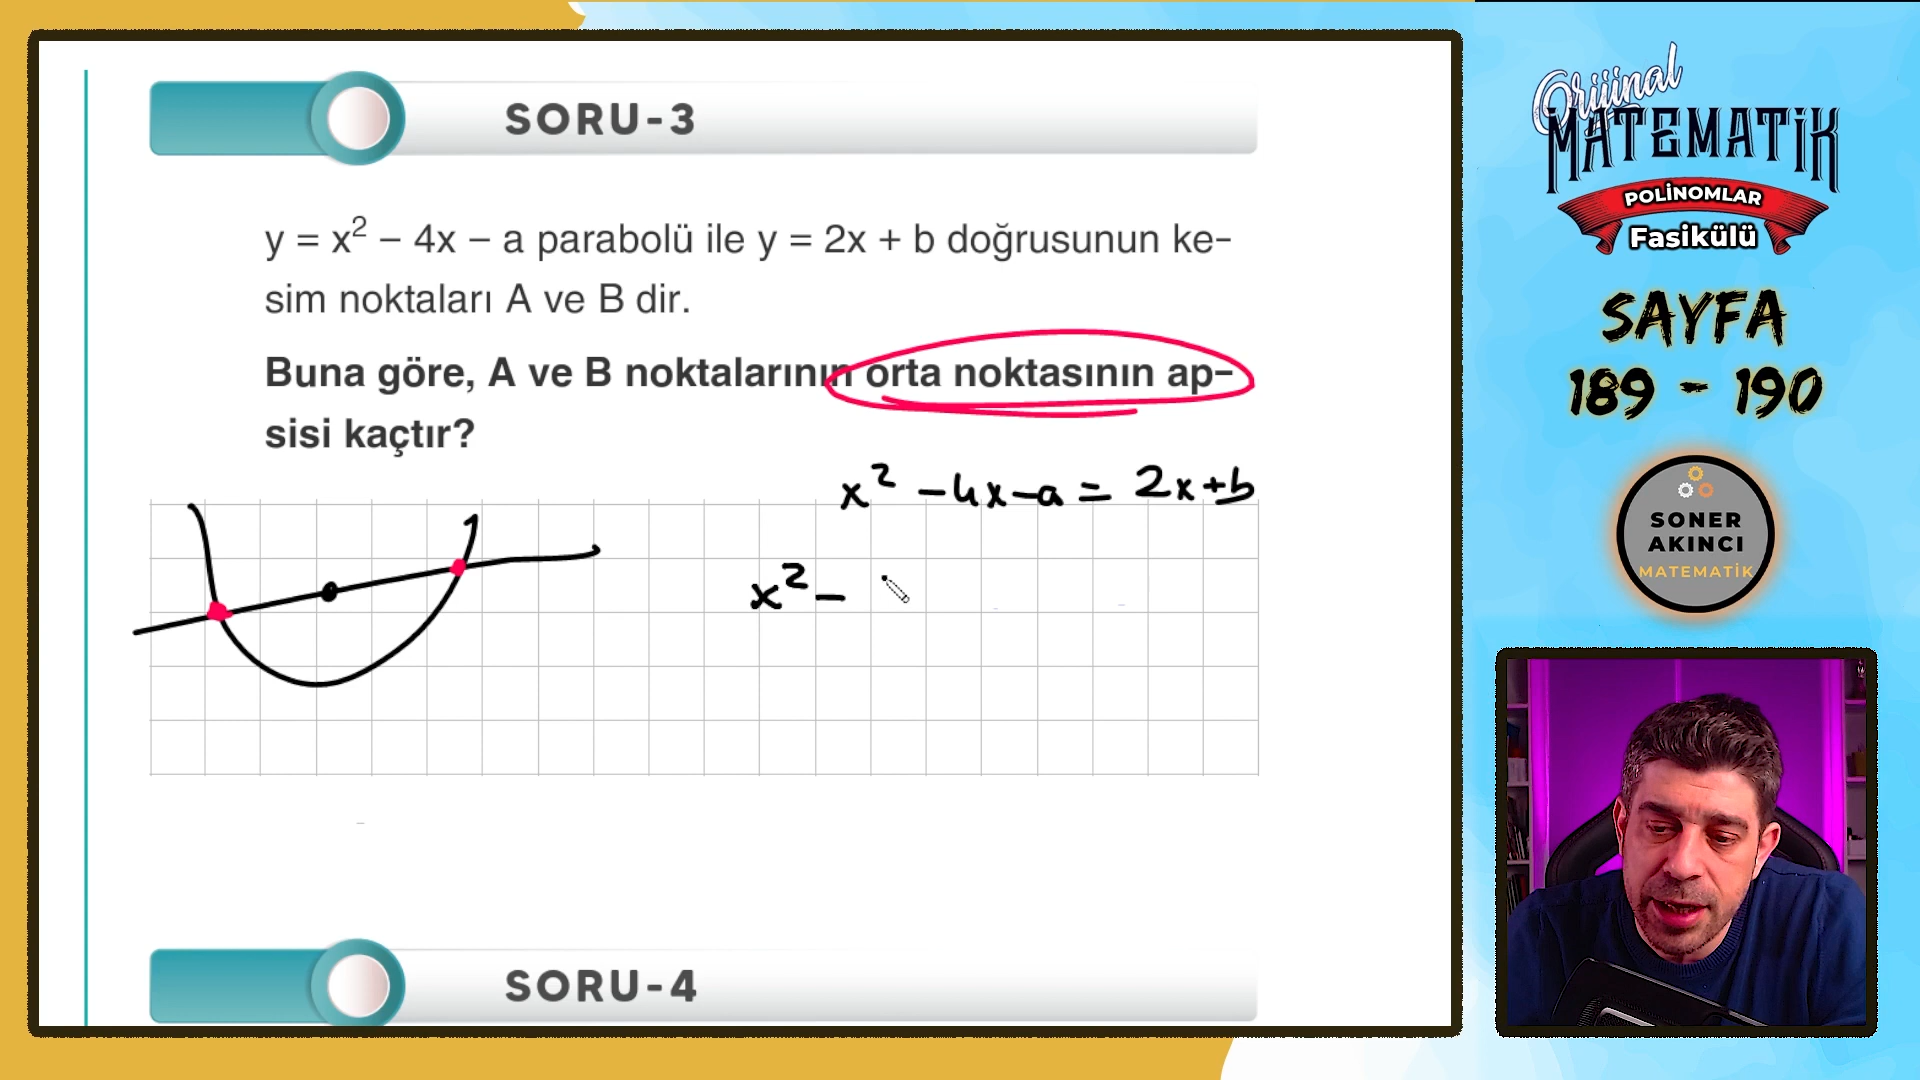 SORU-3
y = x² − 4x − a parabolü ile y = 2x + b doğrusunun ke-
sim noktaları A ve B dir.
Buna göre, A ve B noktalarının orta noktasının ap-
sisi kaçtır?
x² − 4x − a = 2x + b
x² −
SORU-4
Orijinal
MATEMATİK
POLİNOMLAR
Fasikülü
SAYFA
189 - 190
SONER
AKINCI
MATEMATİK